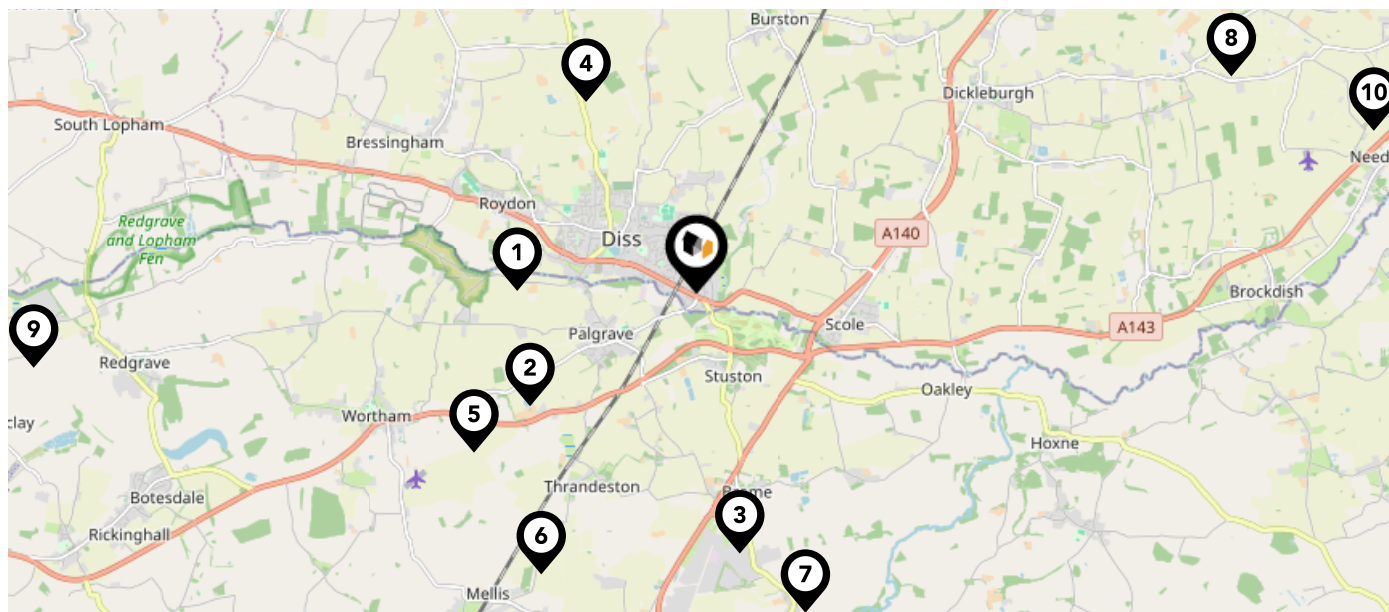 Burston
8
4
10
Dickleburgh
South Lopham
Bressingham
Need
Roydon
Redgrave
and Lopham
Fen
Diss
A140
1
Brockdish
9
Scole
A143
Palgrave
Redgrave
2
Stuston
Oakley
Wortham
5
clay
Hoxne
Thrandeston
Botesdale
3
Rickinghall
6
7
Mellis